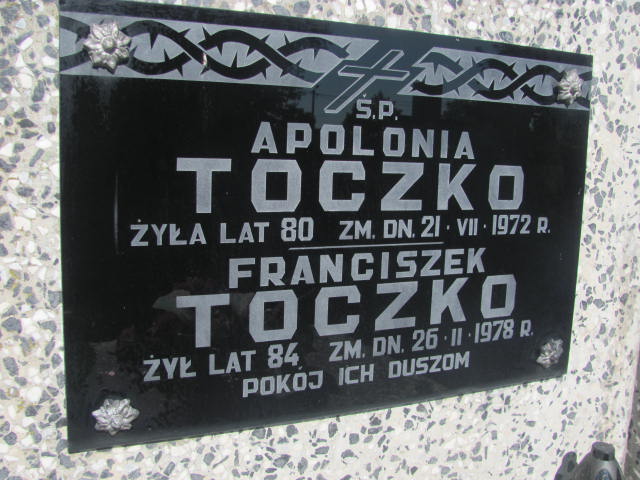 Ś.P.
APOLONIA
TOCZKO
ŻYŁA LAT 80 ZM. DN. 21 · VII · 1972 R.
FRANCISZEK
TOCZKO
ŻYŁ LAT 84 ZM. DN. 26 · II · 1978 R.
POKÓJ ICH DUSZOM